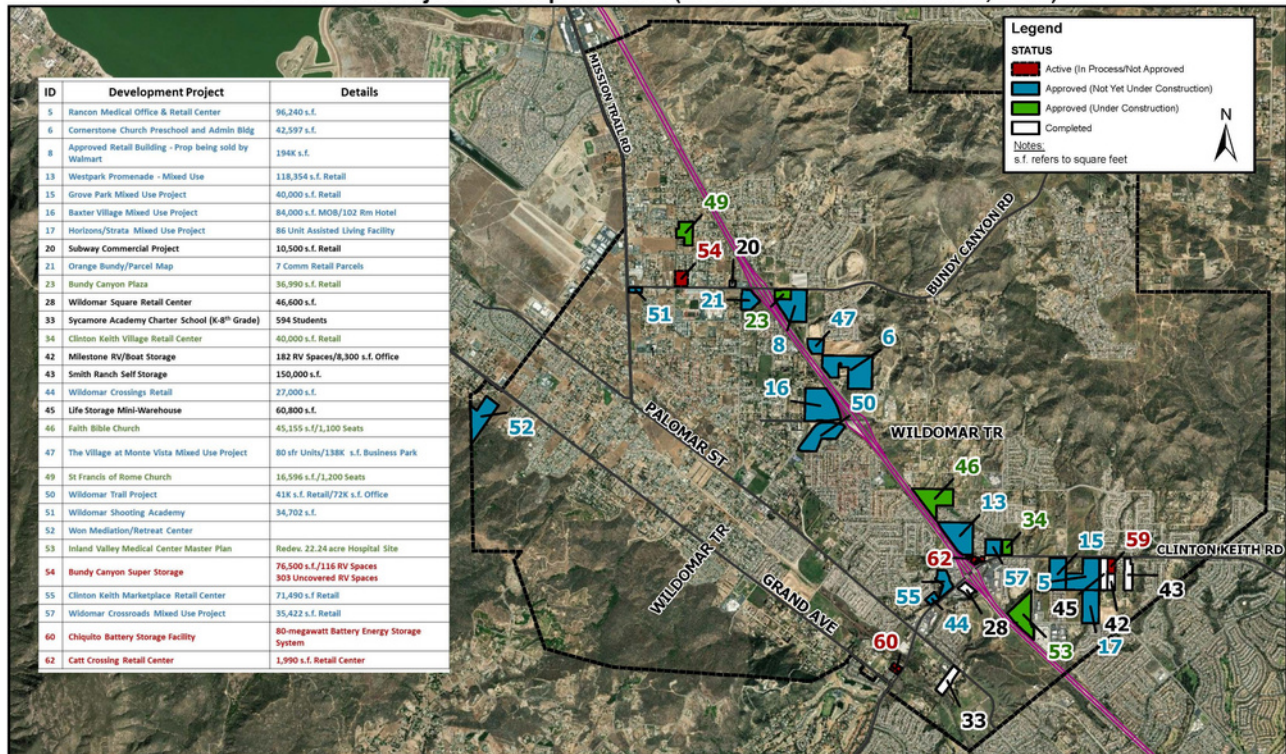 ID Development Project Details
5 Rancon Medical Office & Retail Center 96,240 s.f.
6 Cornerstone Church Preschool and Admin Bldg 42,597 s.f.
8 Approved Retail Building - Prop being sold by Walmart 194K s.f.
13 Westpark Promenade - Mixed Use 118,354 s.f. Retail
15 Grove Park Mixed Use Project 40,000 s.f. Retail
16 Baxter Village Mixed Use Project 84,000 s.f. MOB/102 Rm Hotel
17 Horizons/Strata Mixed Use Project 86 Unit Assisted Living Facility
20 Subway Commercial Project 10,500 s.f. Retail
21 Orange Bundy/Parcel Map 7 Comm Retail Parcels
23 Bundy Canyon Plaza 36,990 s.f. Retail
28 Wildomar Square Retail Center 46,600 s.f.
33 Sycamore Academy Charter School (K-8th Grade) 594 Students
34 Clinton Keith Village Retail Center 40,000 s.f. Retail
42 Milestone RV/Boat Storage 182 RV Spaces/8,300 s.f. Office
43 Smith Ranch Self Storage 150,000 s.f.
44 Wildomar Crossings Retail 27,000 s.f.
45 Life Storage Mini-Warehouse 60,800 s.f.
46 Faith Bible Church 45,155 s.f/1,100 Seats
47 The Village at Monte Vista Mixed Use Project 80 sfr Units/138K s.f. Business Park
49 St Francis of Rome Church 16,596 s.f./1,200 Seats
50 Wildomar Trail Project 41K s.f. Retail/72K s.f. Office
51 Wildomar Shooting Academy 34,702 s.f.
52 Won Mediation/Retreat Center
53 Inland Valley Medical Center Master Plan Redev. 22.24 acre Hospital Site
54 Bundy Canyon Super Storage 76,500 s.f./116 RV Spaces
303 Uncovered RV Spaces
55 Clinton Keith Marketplace Retail Center 71,490 s.f Retail
57 Widomar Crossroads Mixed Use Project 35,422 s.f. Retail
60 Chiquito Battery Storage Facility 80-megawatt Battery Energy Storage System
62 Catt Crossing Retail Center 1,990 s.f. Retail Center
Legend
STATUS
Active (In Process/Not Approved
Approved (Not Yet Under Construction)
Approved (Under Construction)
Completed
Notes:
s.f. refers to square feet
N
MISSION TRAIL RD
BUNDY CANYON RD
49
54
20
51
21
23
8
47
6
16
50
52
PALOMAR ST
WILDOMAR TR
46
13
34
62
57
15
59
CLINTON KEITH RD
5
WILDOMAR TR
GRAND AVE
55
44
28
45
42
43
17
53
60
33